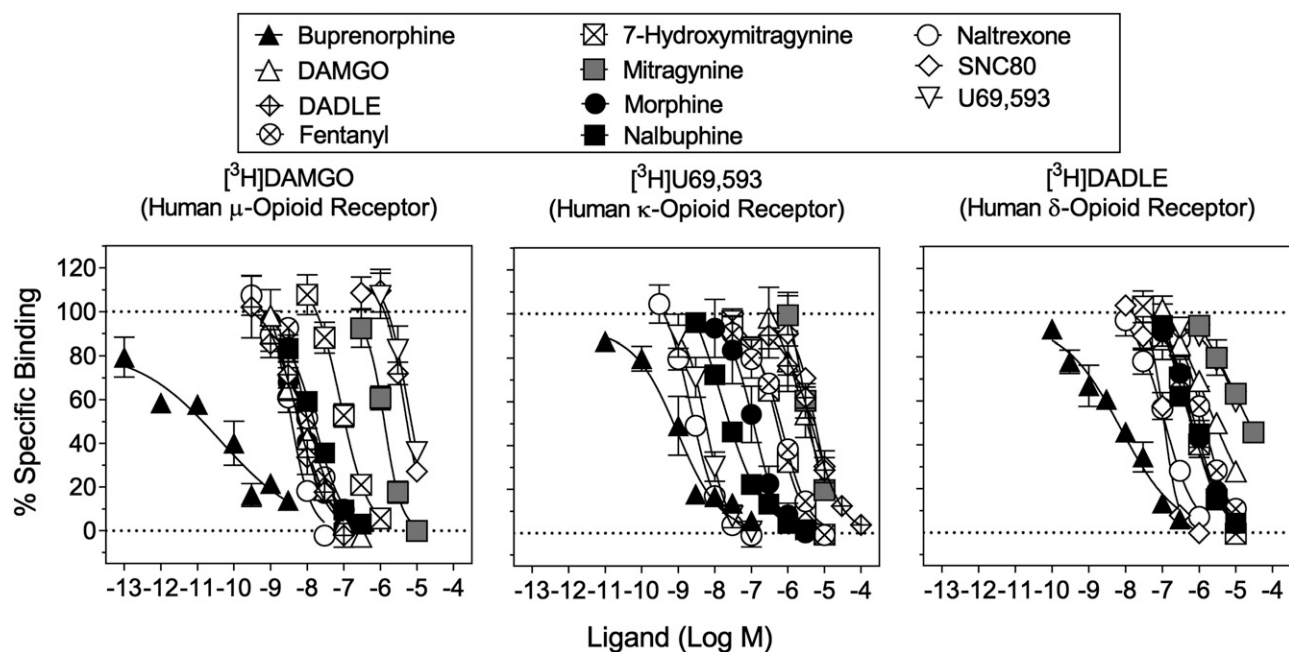 Buprenorphine
DAMGO
DADLE
Fentanyl
7-Hydroxymitragynine
Mitragynine
Morphine
Nalbuphine
Naltrexone
SNC80
U69,593
[³H]DAMGO
(Human μ-Opioid Receptor)
[³H]U69,593
(Human κ-Opioid Receptor)
[³H]DADLE
(Human δ-Opioid Receptor)
% Specific Binding
120
100
80
60
40
20
0
-13 -12 -11 -10 -9 -8 -7 -6 -5 -4
-13 -12 -11 -10 -9 -8 -7 -6 -5 -4
-13 -12 -11 -10 -9 -8 -7 -6 -5 -4
Ligand (Log M)